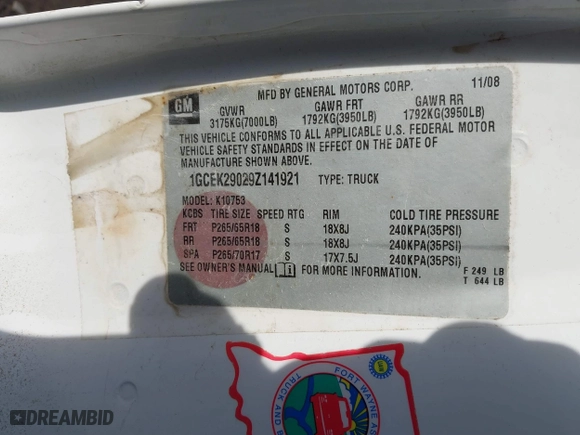 MFD BY GENERAL MOTORS CORP. 11/08
GM
GVWR GAWR FRT GAWR RR
3175KG(7000LB) 1792KG(3950LB) 1792KG(3950LB)
THIS VEHICLE CONFORMS TO ALL APPLICABLE U.S. FEDERAL MOTOR
VEHICLE SAFETY STANDARDS IN EFFECT ON THE DATE OF
MANUFACTURE SHOWN ABOVE.
1GCEK29029Z141921 TYPE: TRUCK
MODEL: K10753
KCBS TIRE SIZE SPEED RTG RIM COLD TIRE PRESSURE
FRT P265/65R18 S 18X8J 240KPA(35PSI)
RR P265/65R18 S 18X8J 240KPA(35PSI)
SPA P265/70R17 S 17X7.5J 240KPA(35PSI)
SEE OWNER'S MANUAL FOR MORE INFORMATION.
F 249 LB
T 644 LB
TRUCK AND
FORT WAYNE
DREAMBID